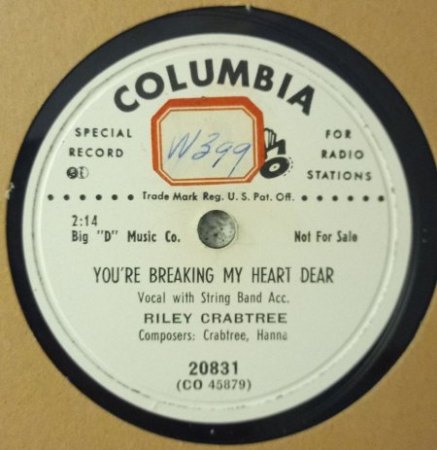 COLUMBIA
SPECIAL RECORD
N399
FOR RADIO STATIONS
Trade Mark Reg. U. S. Pat. Off.
2:14
Big "D" Music Co.
Not For Sale
YOU'RE BREAKING MY HEART DEAR
Vocal with String Band Acc.
RILEY CRABTREE
Composers: Crabtree, Hanna
20831
(CO 45879)